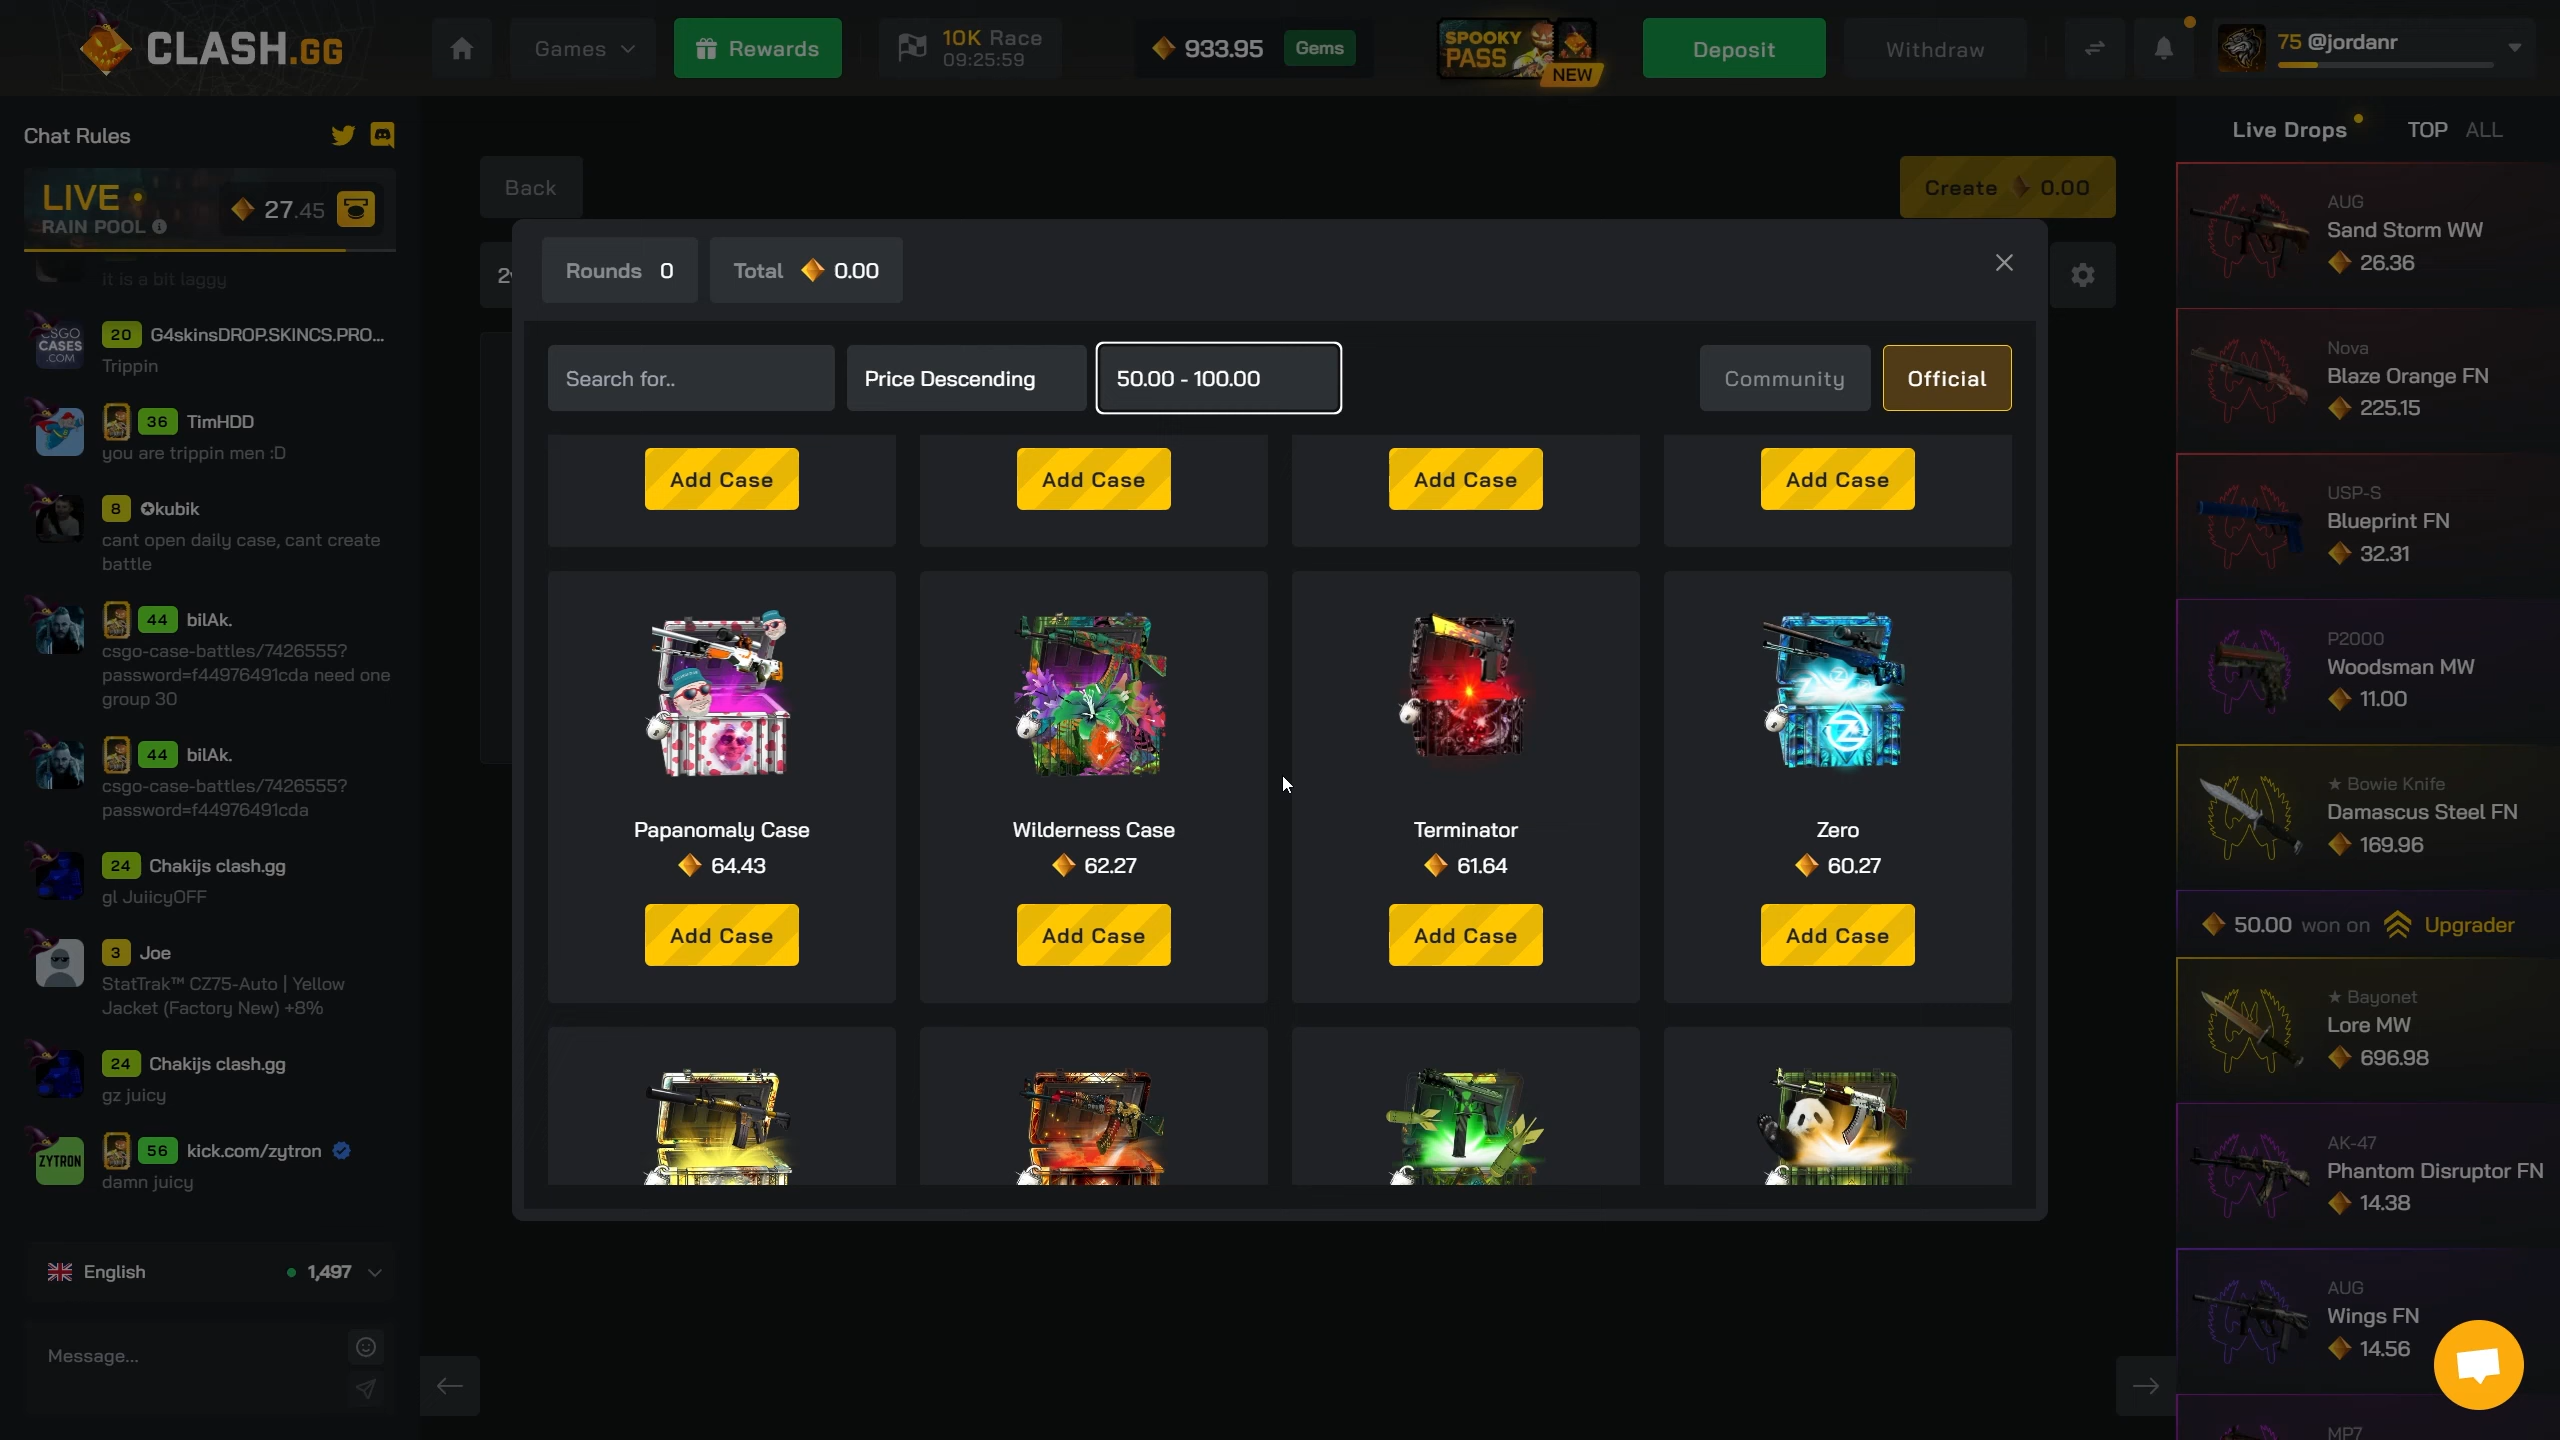 CLASH.GG
Games
Rewards
10K Race
09:25:59
933.95
Gems
SPOOKY
PASS
NEW
Deposit
Withdraw
75 @jordanr
Chat Rules
LIVE
RAIN POOL
27.45
it is a bit laggy
CSGO
CASES
.COM
20 G4skinsDROP.SKINCS.PRO...
Trippin
36 TimHDD
you are trippin men :D
8 ✪kubik
cant open daily case, cant create
battle
44 bilAk.
csgo-case-battles/7426555?
password=f44976491cda need one
group 30
44 bilAk.
csgo-case-battles/7426555?
password=f44976491cda
24 Chakijs clash.gg
gl JuiicyOFF
3 Joe
StatTrak™ CZ75-Auto | Yellow
Jacket (Factory New) +8%
24 Chakijs clash.gg
gz juicy
ZYTRON
56 kick.com/zytron
damn juicy
English
1,497
Message...
Back
Create 0.00
Rounds 0
Total 0.00
Search for..
Price Descending
50.00 - 100.00
Community
Official
Add Case
Add Case
Add Case
Add Case
Papanomaly Case
64.43
Add Case
Wilderness Case
62.27
Add Case
Terminator
61.64
Add Case
Zero
60.27
Add Case
Live Drops
TOP
ALL
AUG
Sand Storm WW
26.36
Nova
Blaze Orange FN
225.15
USP-S
Blueprint FN
32.31
P2000
Woodsman MW
11.00
★ Bowie Knife
Damascus Steel FN
169.96
50.00 won on Upgrader
★ Bayonet
Lore MW
696.98
AK-47
Phantom Disruptor FN
14.38
AUG
Wings FN
14.56
MP7